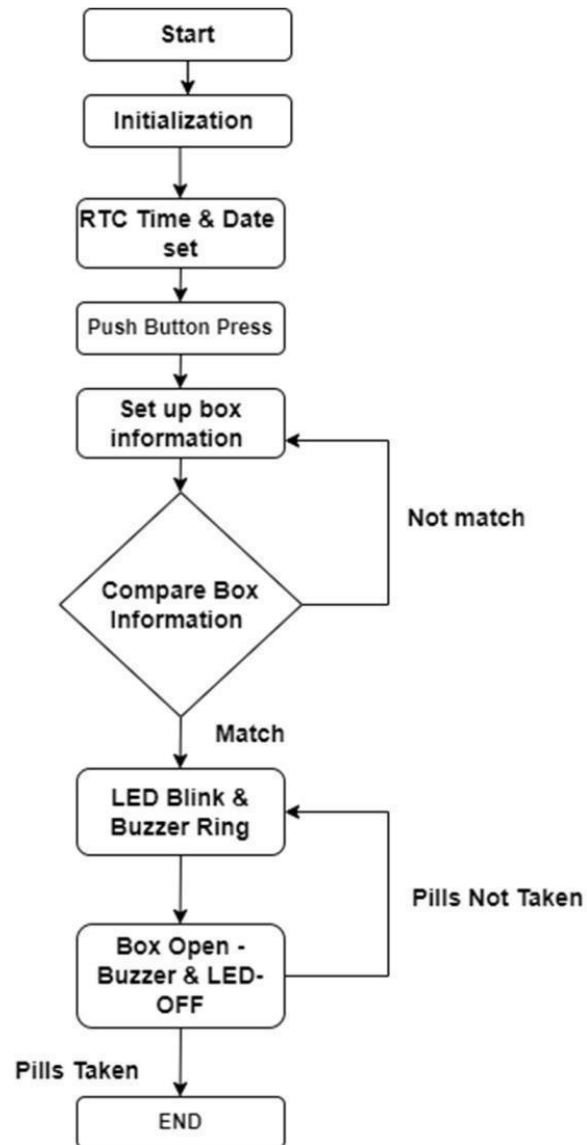 Start
Initialization
RTC Time & Date
set
Push Button Press
Set up box
information
Not match
Compare Box
Information
Match
LED Blink &
Buzzer Ring
Pills Not Taken
Box Open -
Buzzer & LED-
OFF
Pills Taken
END